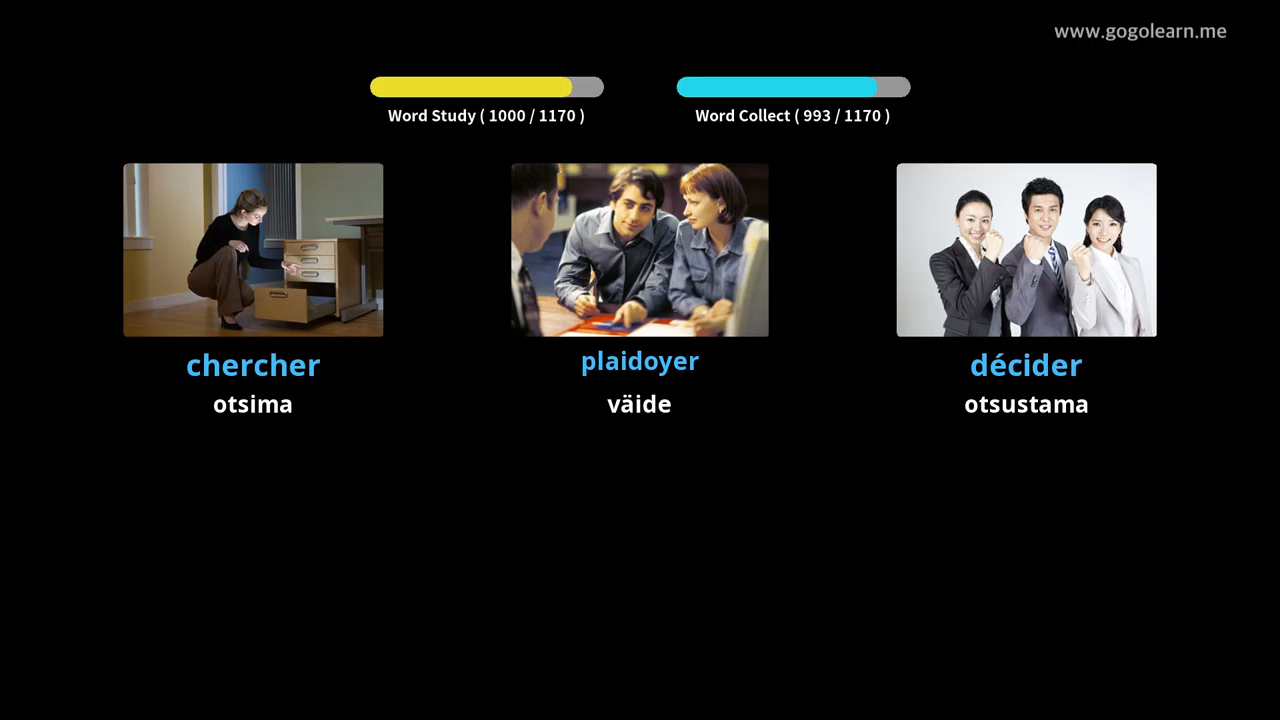 www.gogolearn.me
Word Study ( 1000 / 1170 )
Word Collect ( 993 / 1170 )
chercher
plaidoyer
décider
otsima
väide
otsustama